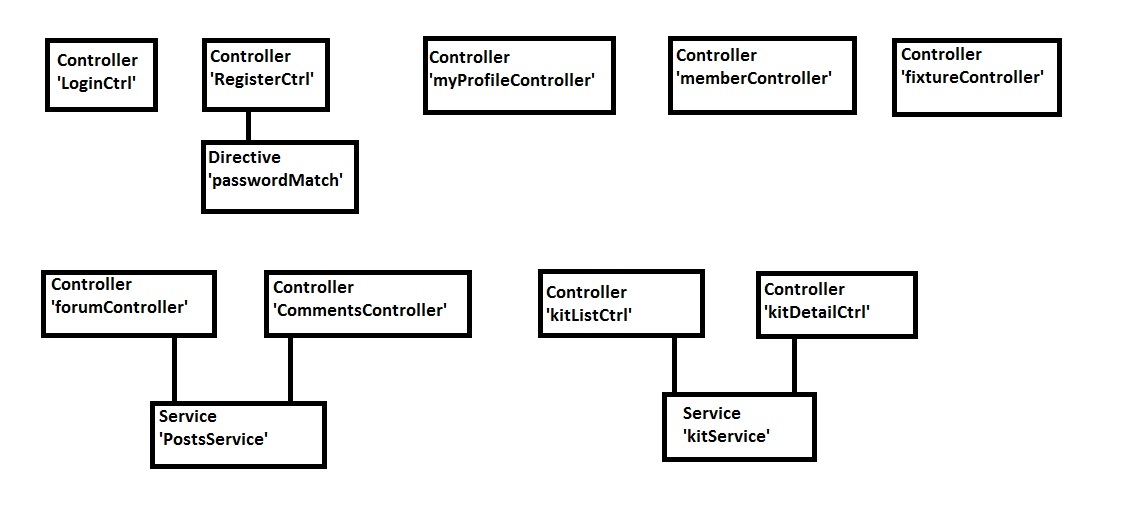 Controller
'LoginCtrl'
Controller
'RegisterCtrl'
Controller
'myProfileController'
Controller
'memberController'
Controller
'fixtureController'
Directive
'passwordMatch'
Controller
'forumController'
Controller
'CommentsController'
Controller
'kitListCtrl'
Controller
'kitDetailCtrl'
Service
'PostsService'
Service
'kitService'